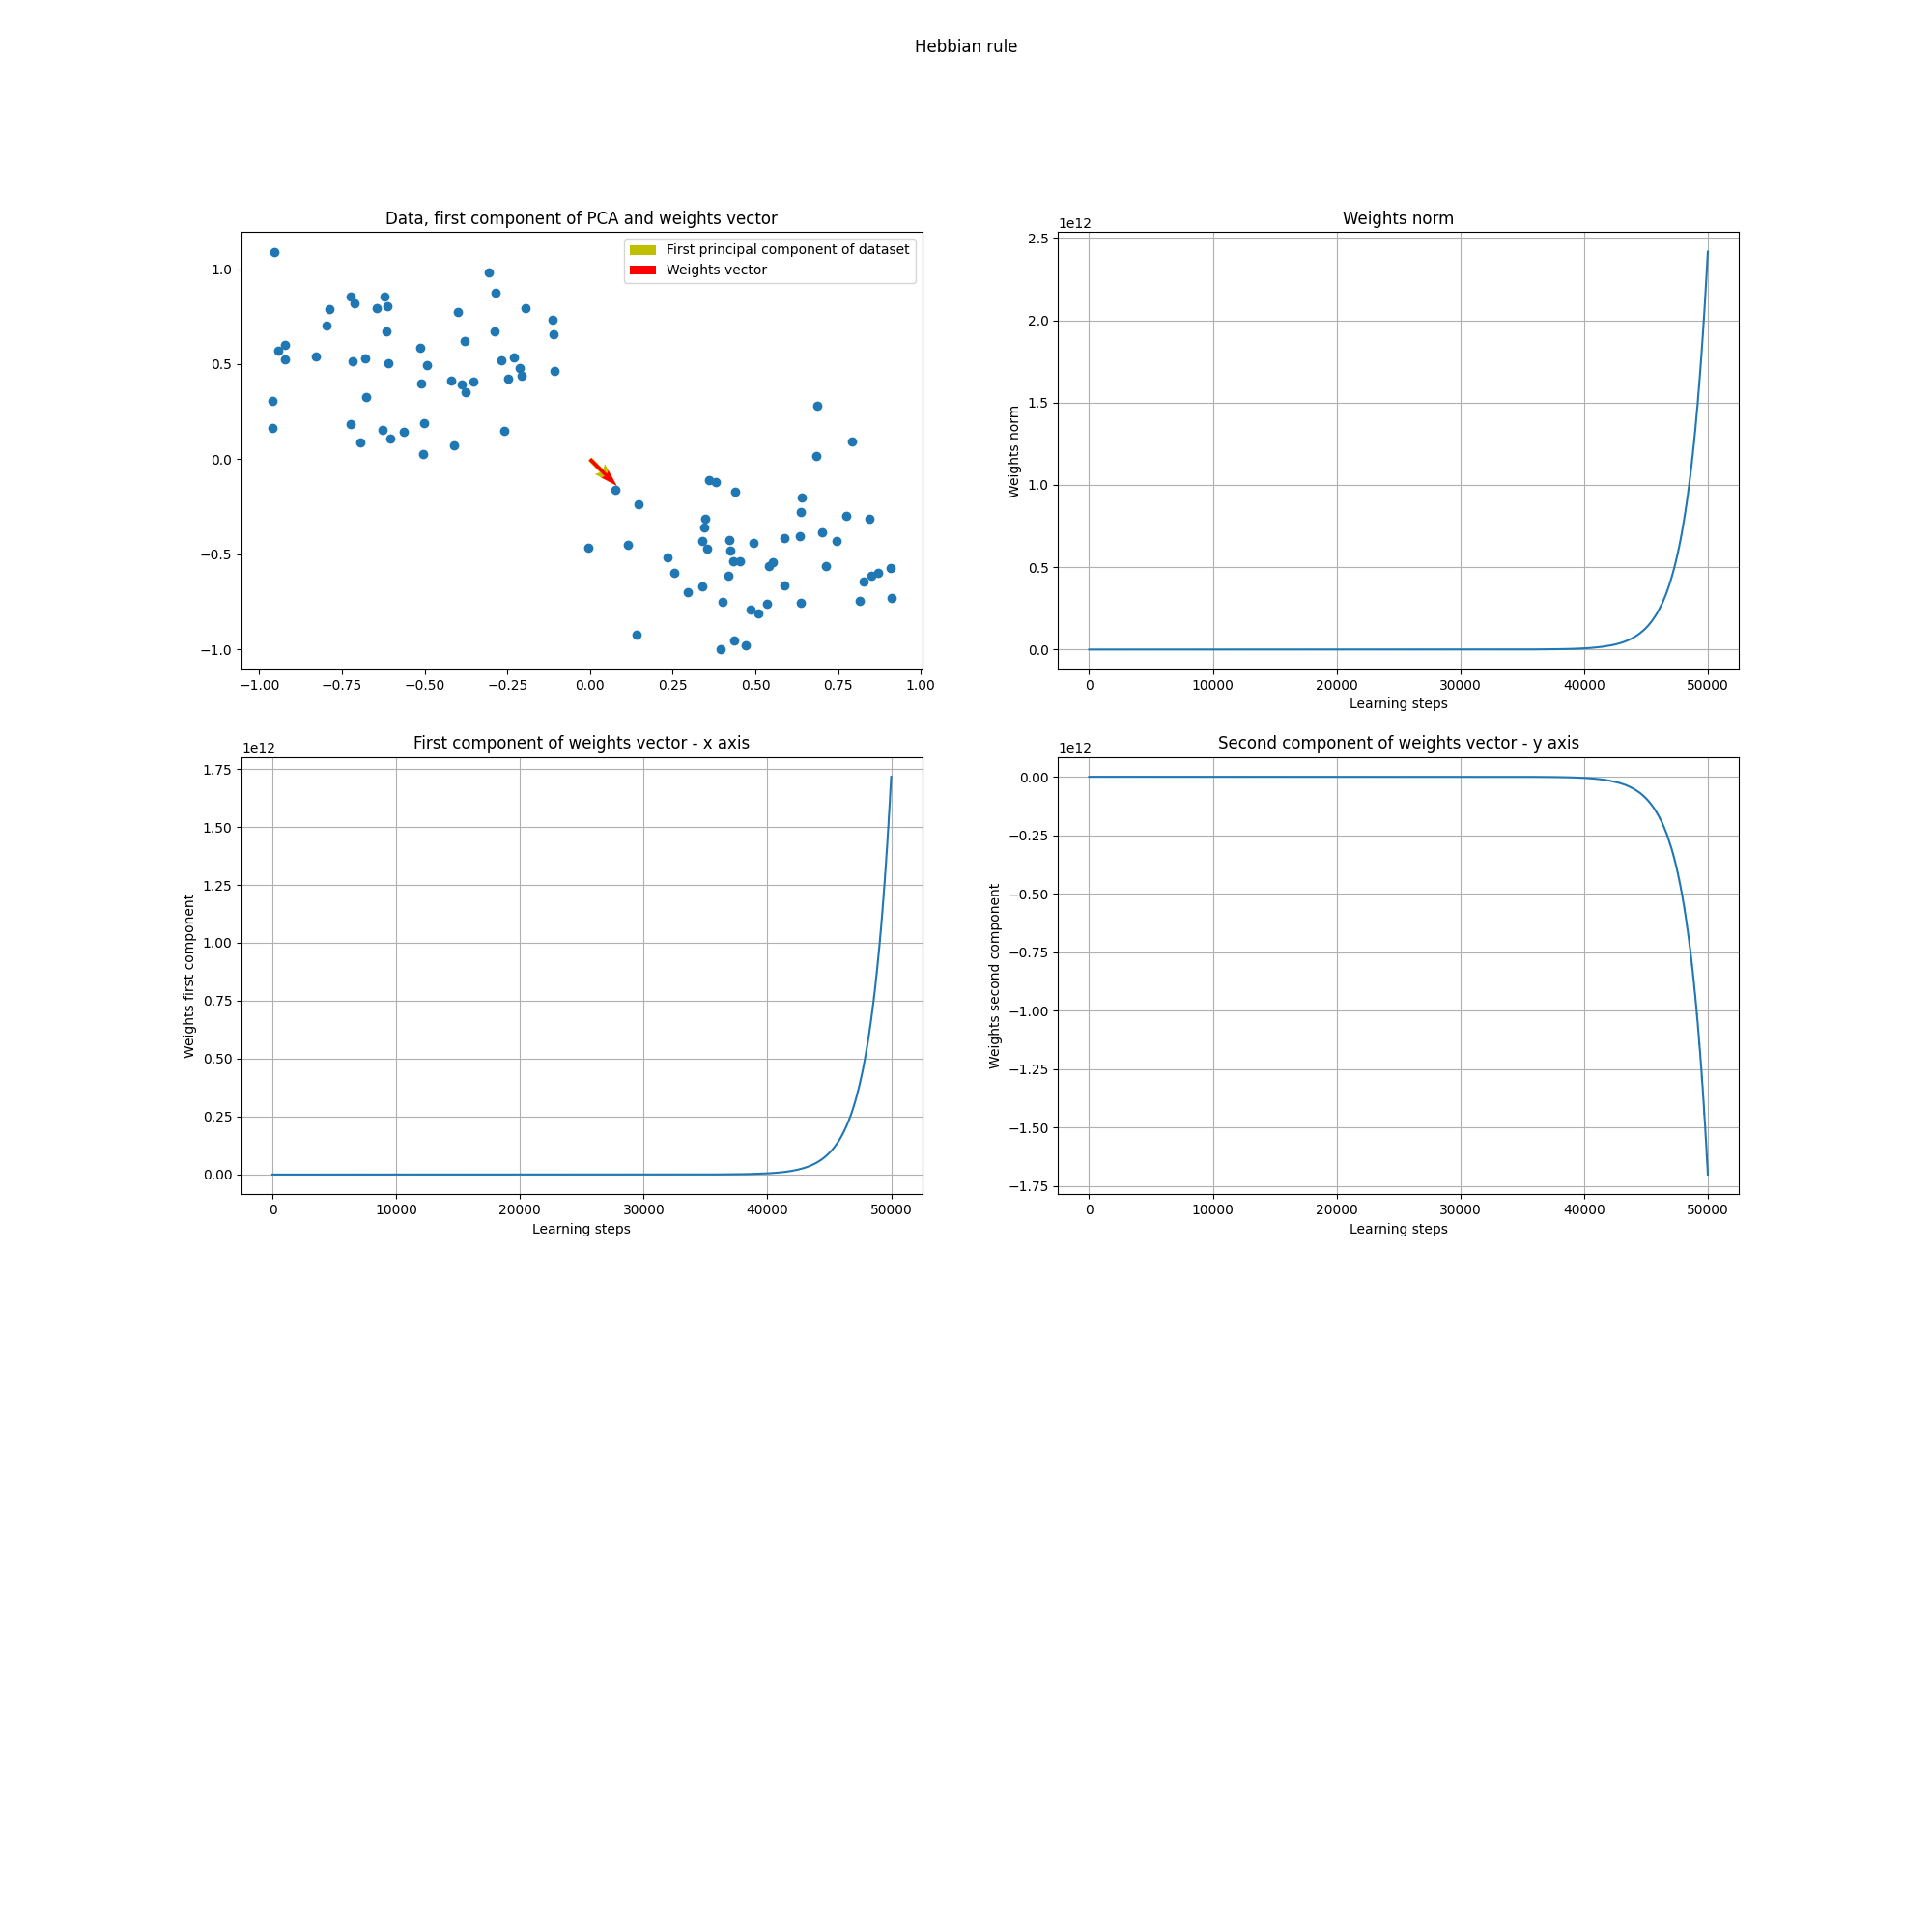 Hebbian rule
Data, first component of PCA and weights vector
First principal component of dataset
Weights vector
1.0
0.5
0.0
−0.5
−1.0
−1.00 −0.75 −0.50 −0.25 0.00 0.25 0.50 0.75 1.00
Weights norm
1e12
2.5
2.0
1.5
1.0
0.5
0.0
Weights norm
0 10000 20000 30000 40000 50000
Learning steps
First component of weights vector - x axis
1e12
1.75
1.50
1.25
1.00
0.75
0.50
0.25
0.00
Weights first component
0 10000 20000 30000 40000 50000
Learning steps
Second component of weights vector - y axis
1e12
0.00
−0.25
−0.50
−0.75
−1.00
−1.25
−1.50
−1.75
Weights second component
0 10000 20000 30000 40000 50000
Learning steps